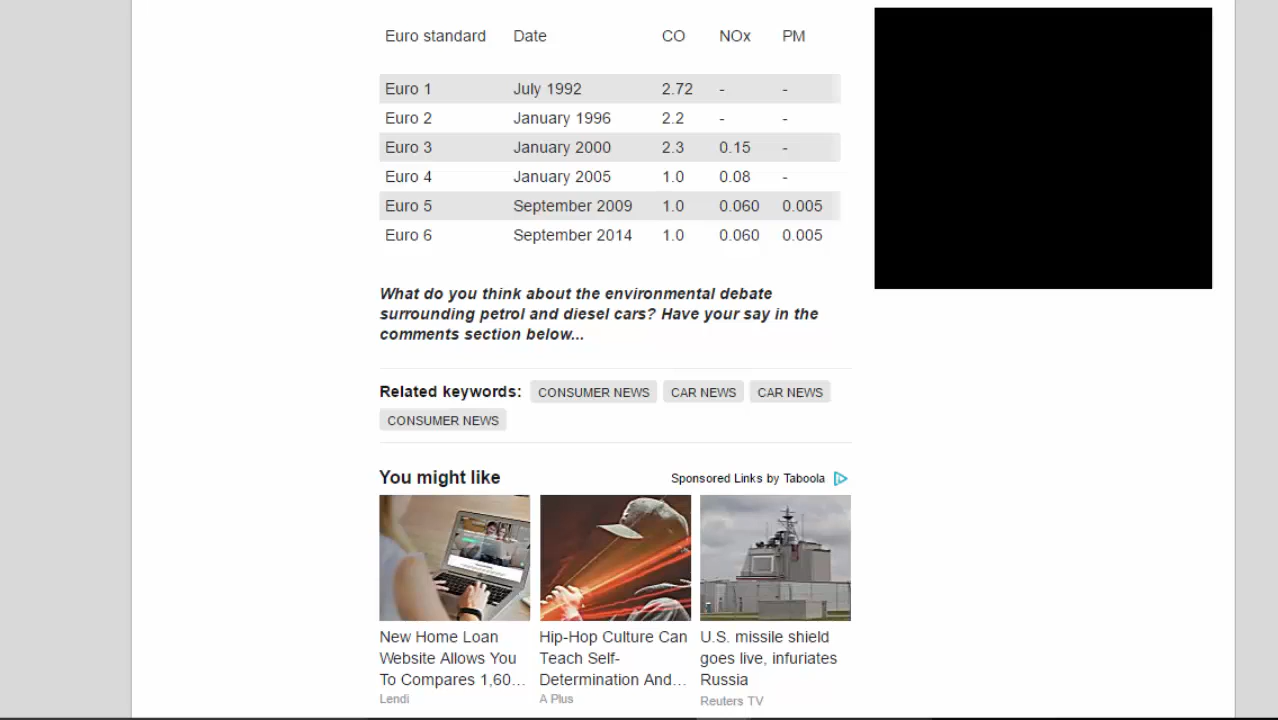 Euro standard Date CO NOx PM
Euro 1 July 1992 2.72 - -
Euro 2 January 1996 2.2 - -
Euro 3 January 2000 2.3 0.15 -
Euro 4 January 2005 1.0 0.08 -
Euro 5 September 2009 1.0 0.060 0.005
Euro 6 September 2014 1.0 0.060 0.005
What do you think about the environmental debate
surrounding petrol and diesel cars? Have your say in the
comments section below...
Related keywords: CONSUMER NEWS CAR NEWS CAR NEWS
CONSUMER NEWS
You might like Sponsored Links by Taboola
New Home Loan
Website Allows You
To Compares 1,60...
Lendi
Hip-Hop Culture Can
Teach Self-
Determination And...
A Plus
U.S. missile shield
goes live, infuriates
Russia
Reuters TV